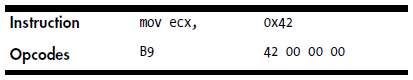 Instruction mov ecx, 0x42
Opcodes B9 42 00 00 00